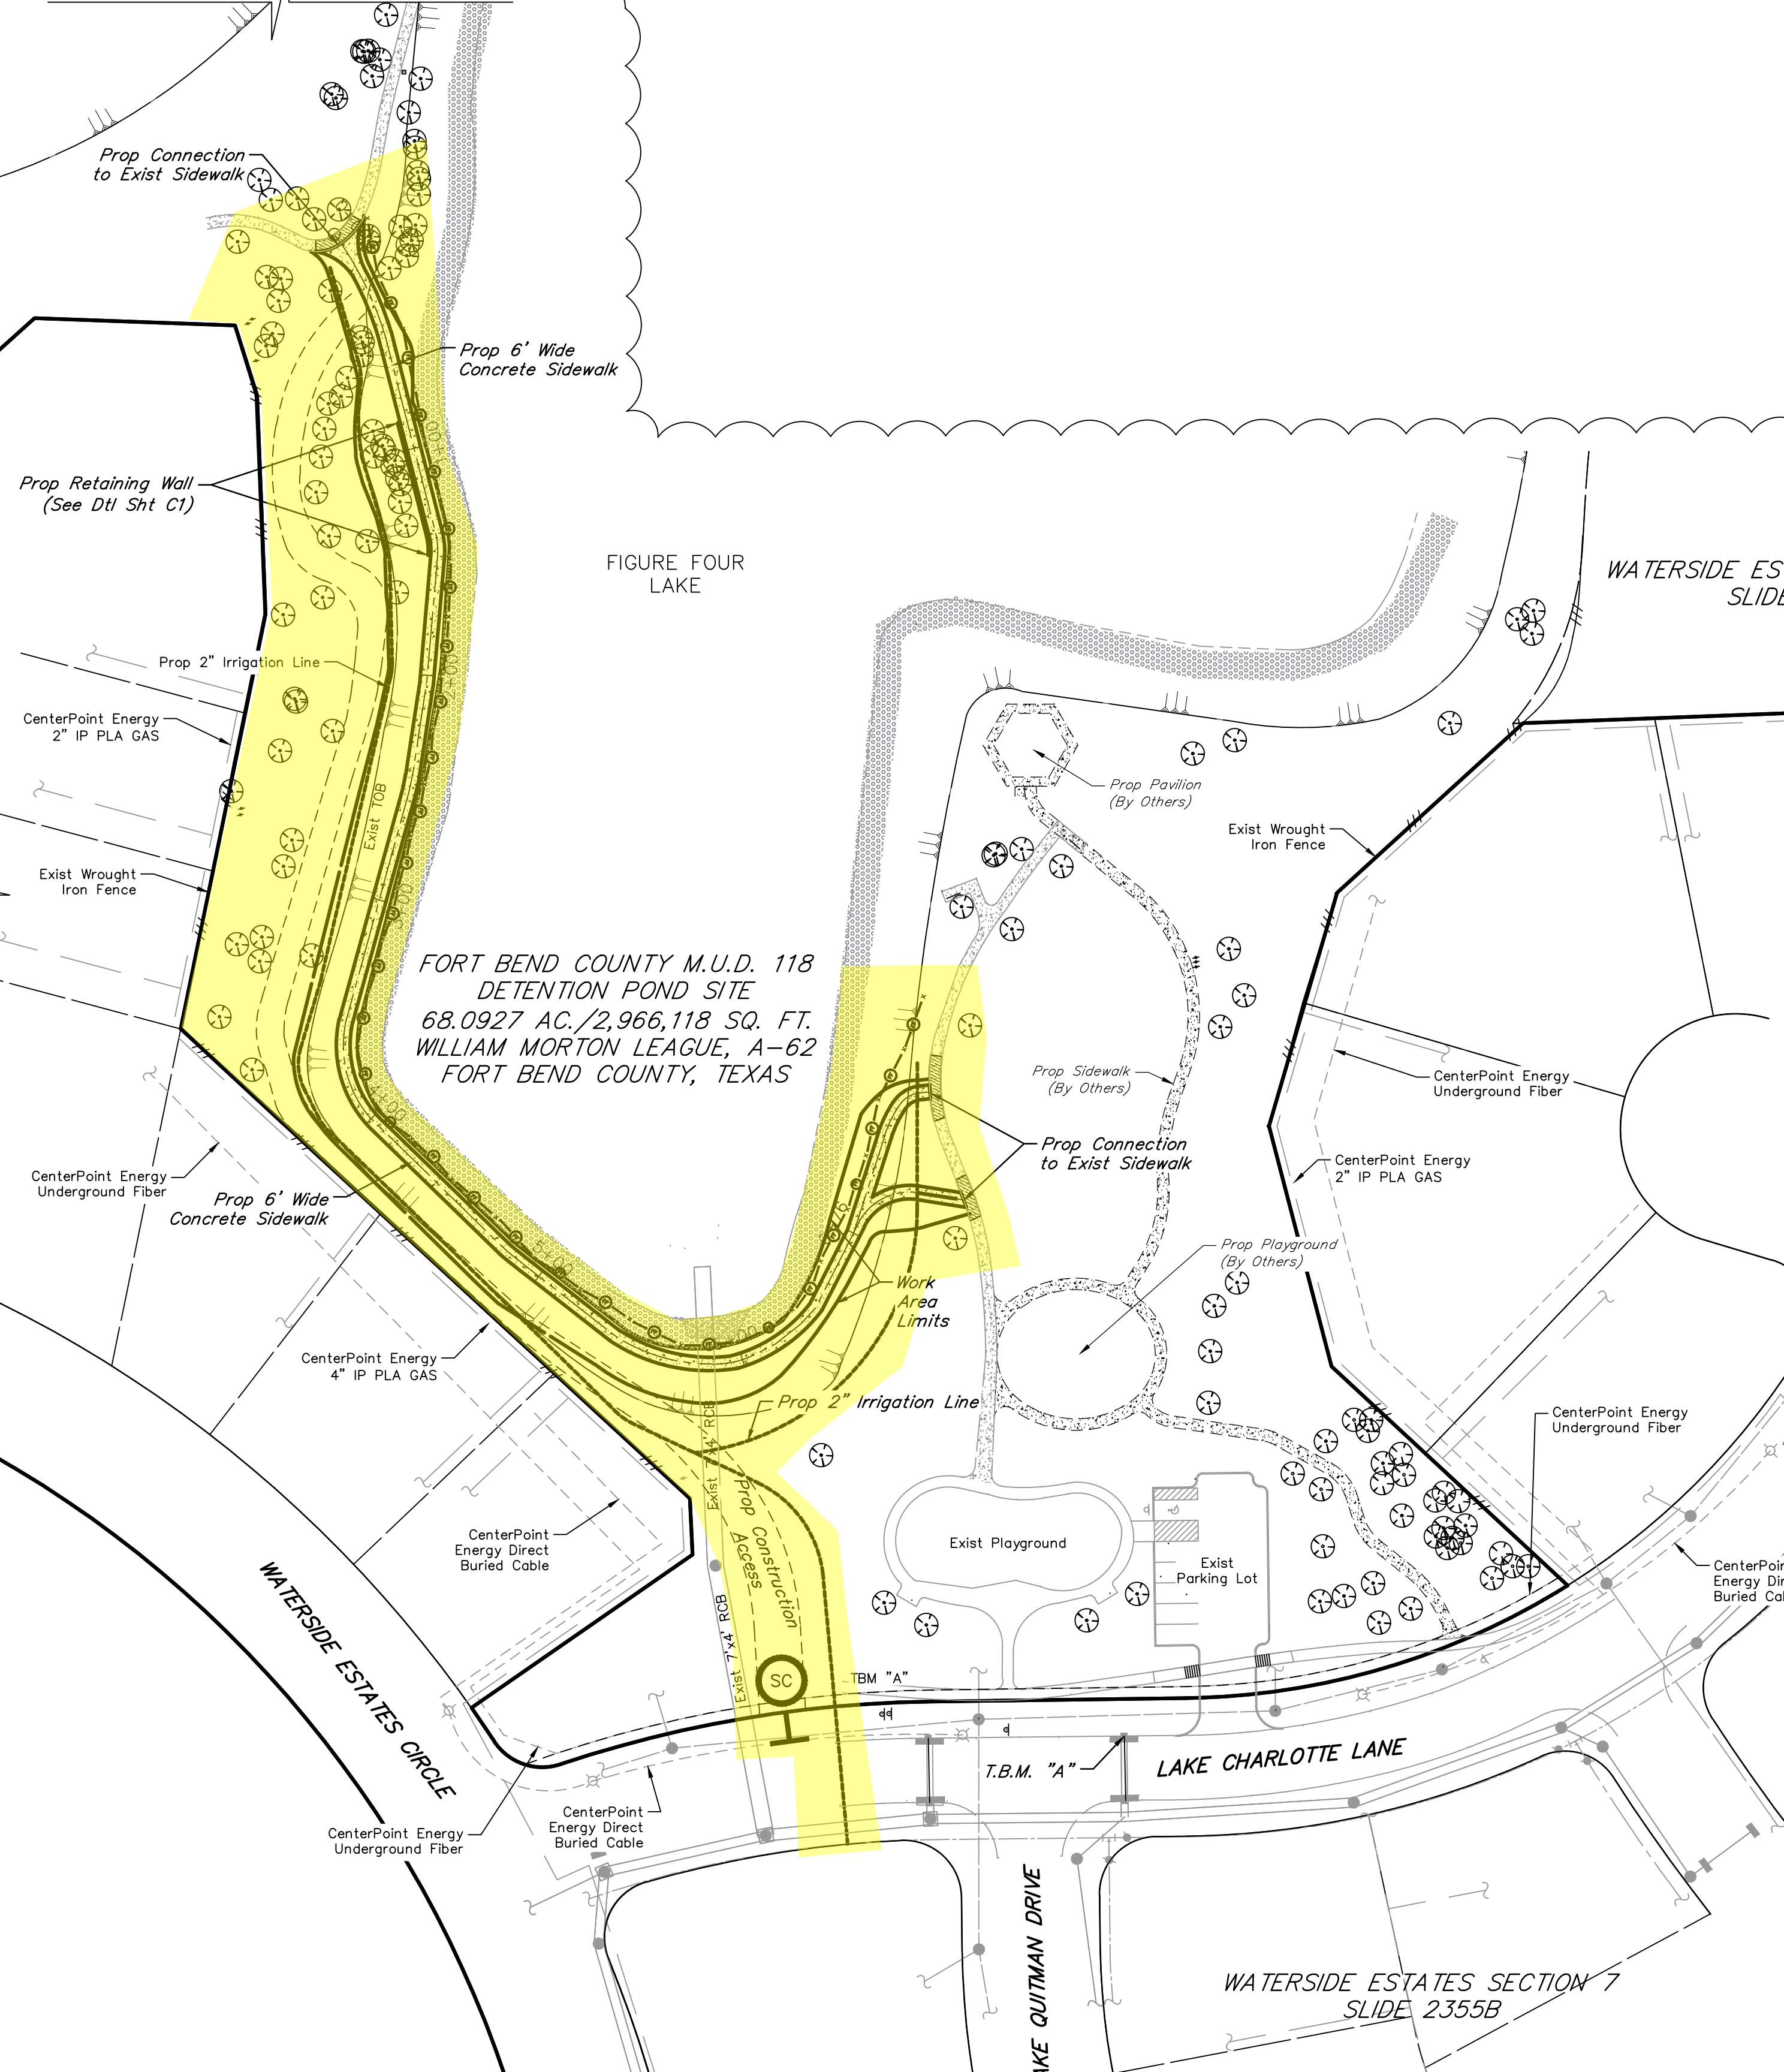 Prop Connection
to Exist Sidewalk
Prop 6' Wide
Concrete Sidewalk
Prop Retaining Wall
(See Dtl Sht C1)
FIGURE FOUR
LAKE
WATERSIDE ES
SLIDE
Prop 2" Irrigation Line
CenterPoint Energy
2" IP PLA GAS
Exist TOB
Prop Pavilion
(By Others)
Exist Wrought
Iron Fence
Exist Wrought
Iron Fence
FORT BEND COUNTY M.U.D. 118
DETENTION POND SITE
68.0927 AC./2,966,118 SQ. FT.
WILLIAM MORTON LEAGUE, A-62
FORT BEND COUNTY, TEXAS
Prop Sidewalk
(By Others)
CenterPoint Energy
Underground Fiber
Prop Connection
to Exist Sidewalk
CenterPoint Energy
2" IP PLA GAS
CenterPoint Energy
Underground Fiber
Prop 6' Wide
Concrete Sidewalk
Prop Playground
(By Others)
5+00
Work
Area
Limits
CenterPoint Energy
4" IP PLA GAS
Prop 2" Irrigation Line
CenterPoint Energy
Underground Fiber
Exist
x4' RCB
Prop Construction
Access
CenterPoint
Energy Direct
Buried Cable
Exist Playground
Exist
Parking Lot
CenterPoin
Energy Dir
Buried Cab
WATERSIDE ESTATES CIRCLE
Exist 7'x4' RCB
SC
TBM "A"
T.B.M. "A"
LAKE CHARLOTTE LANE
CenterPoint
Energy Direct
Buried Cable
CenterPoint Energy
Underground Fiber
AKE QUITMAN DRIVE
WATERSIDE ESTATES SECTION 7
SLIDE 2355B